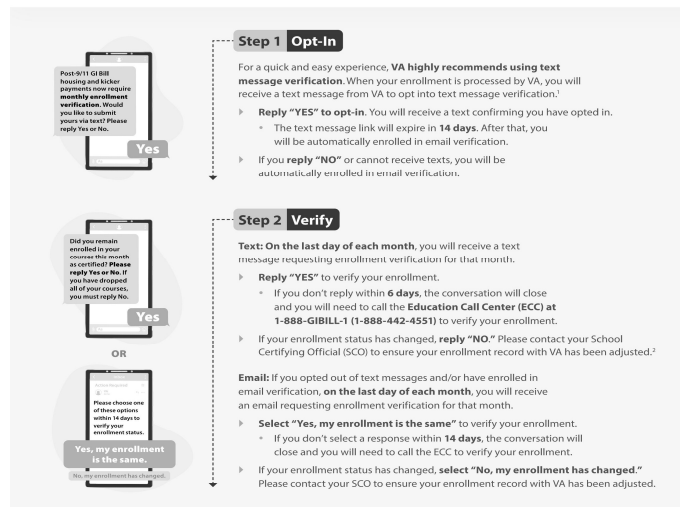 Step 1 Opt-In
Post-9/11 GI Bill
housing and kicker
payments now require
monthly enrollment
verification. Would
you like to submit
yours via text? Please
reply Yes or No.
Yes
For a quick and easy experience, VA highly recommends using text
message verification. When your enrollment is processed by VA, you will
receive a text message from VA to opt into text message verification.¹
Reply "YES" to opt-in. You will receive a text confirming you have opted in.
The text message link will expire in 14 days. After that, you
will be automatically enrolled in email verification.
If you reply "NO" or cannot receive texts, you will be
automatically enrolled in email verification.
Step 2 Verify
Did you remain
enrolled in your
courses this month
as certified? Please
reply Yes or No. If
you have dropped
all of your courses,
you must reply No.
Yes
OR
Please choose one
of these options
within 14 days to
verify your
enrollment status.
Yes, my enrollment
is the same.
No, my enrollment has changed.
Text: On the last day of each month, you will receive a text
message requesting enrollment verification for that month.
Reply "YES" to verify your enrollment.
If you don't reply within 6 days, the conversation will close
and you will need to call the Education Call Center (ECC) at
1-888-GIBILL-1 (1-888-442-4551) to verify your enrollment.
If your enrollment status has changed, reply "NO." Please contact your School
Certifying Official (SCO) to ensure your enrollment record with VA has been adjusted.²
Email: If you opted out of text messages and/or have enrolled in
email verification, on the last day of each month, you will receive
an email requesting enrollment verification for that month.
Select "Yes, my enrollment is the same" to verify your enrollment.
If you don't select a response within 14 days, the conversation will
close and you will need to call the ECC to verify your enrollment.
If your enrollment status has changed, select "No, my enrollment has changed."
Please contact your SCO to ensure your enrollment record with VA has been adjusted.